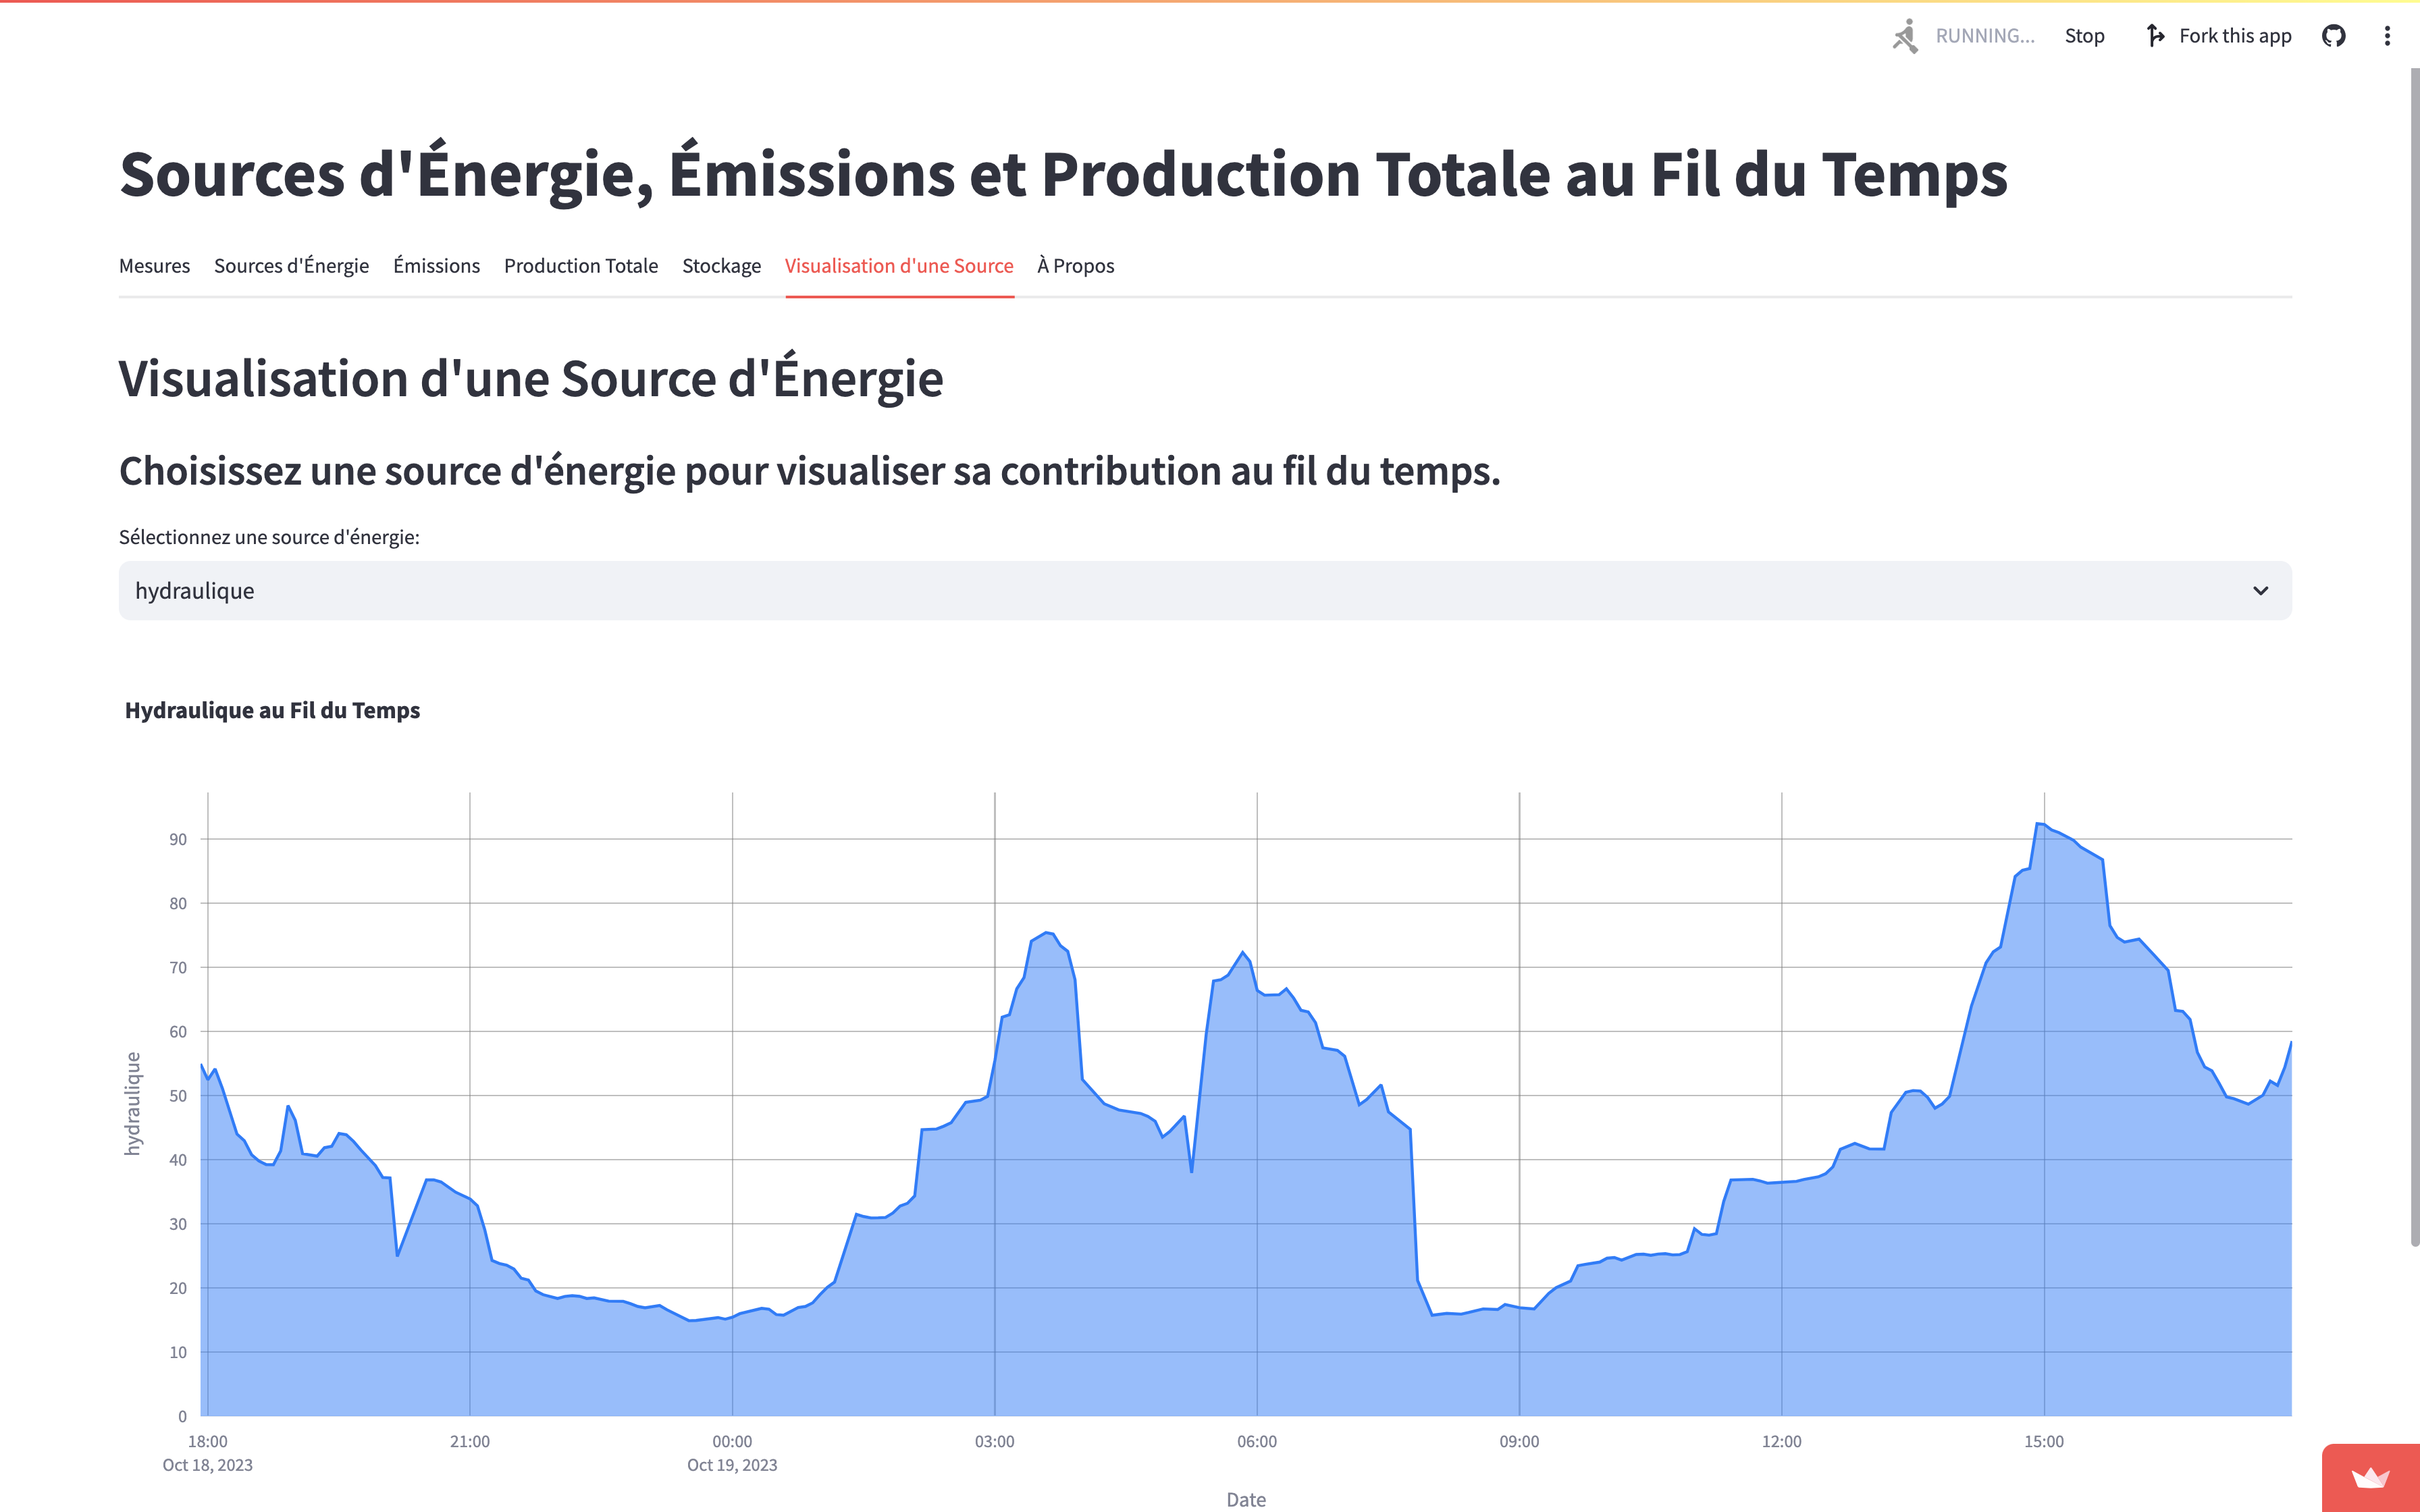 RUNNING... Stop Fork this app
Sources d'Énergie, Émissions et Production Totale au Fil du Temps
Mesures Sources d'Énergie Émissions Production Totale Stockage Visualisation d'une Source À Propos
Visualisation d'une Source d'Énergie
Choisissez une source d'énergie pour visualiser sa contribution au fil du temps.
Sélectionnez une source d'énergie:
hydraulique
Hydraulique au Fil du Temps
90
80
70
60
50
40
30
20
10
0
hydraulique
18:00 21:00 00:00 03:00 06:00 09:00 12:00 15:00
Oct 18, 2023 Oct 19, 2023
Date